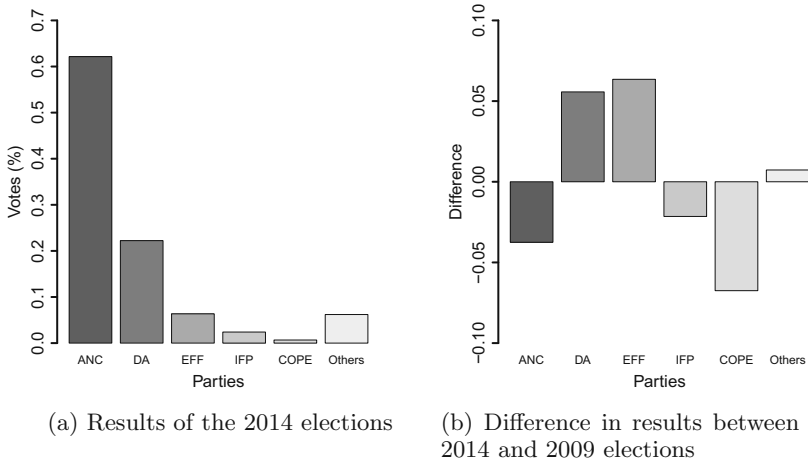 0.7
0.6
0.5
0.4
0.3
0.2
0.1
0.0
Votes (%)
ANC DA EFF IFP COPE Others
Parties
(a) Results of the 2014 elections
0.10
0.05
0.00
−0.05
−0.10
Difference
ANC DA EFF IFP COPE Others
Parties
(b) Difference in results between
2014 and 2009 elections